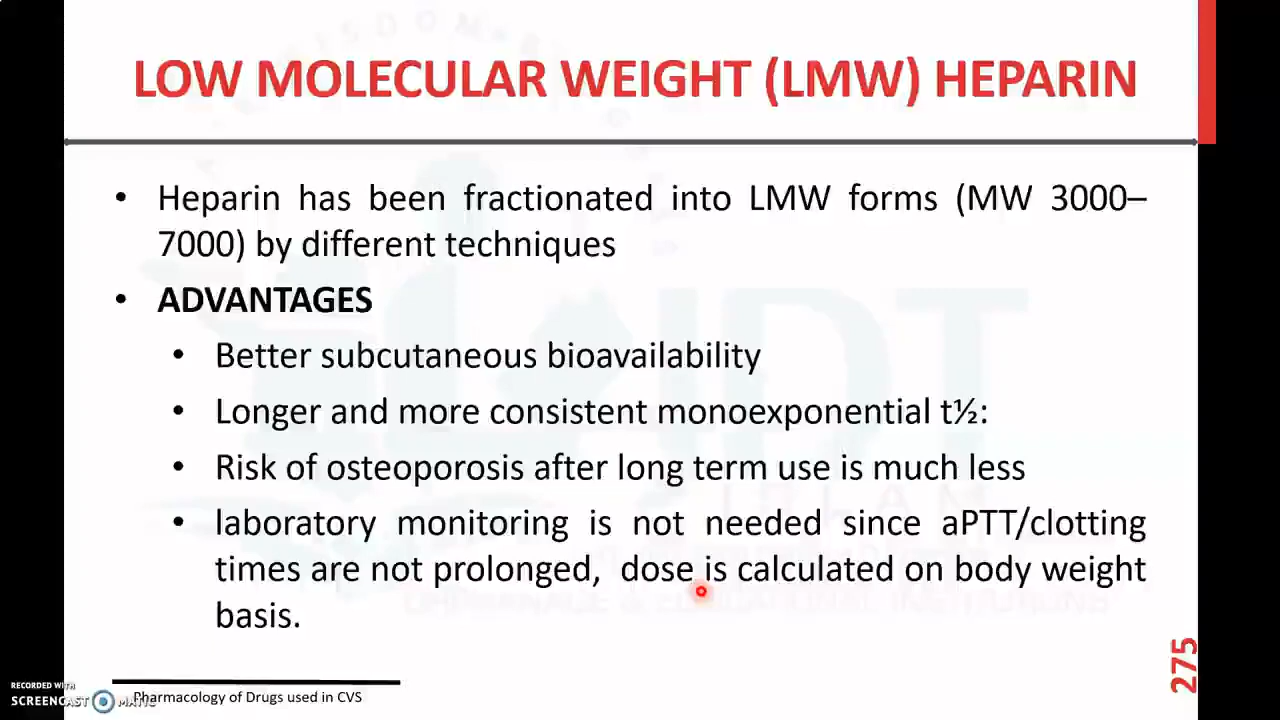 LOW MOLECULAR WEIGHT (LMW) HEPARIN
• Heparin has been fractionated into LMW forms (MW 3000–
7000) by different techniques
• ADVANTAGES
• Better subcutaneous bioavailability
• Longer and more consistent monoexponential t½:
• Risk of osteoporosis after long term use is much less
• laboratory monitoring is not needed since aPTT/clotting
times are not prolonged, dose is calculated on body weight
basis.
275
Pharmacology of Drugs used in CVS
RECORDED WITH
SCREENCAST MATIC
IDT